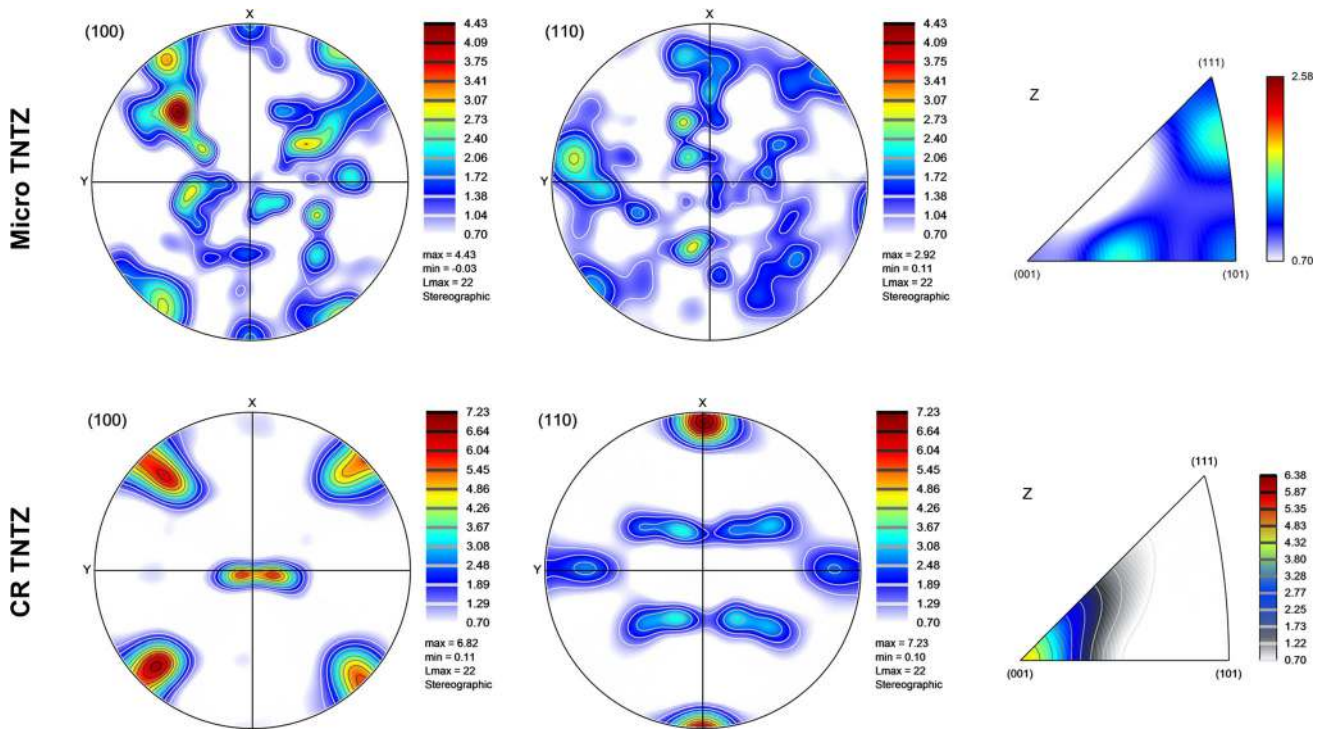 Micro TNTZ
(100)
X
Y
4.43
4.09
3.75
3.41
3.07
2.73
2.40
2.06
1.72
1.38
1.04
0.70
max = 4.43
min = -0.03
Lmax = 22
Stereographic
(110)
X
Y
4.43
4.09
3.75
3.41
3.07
2.73
2.40
2.06
1.72
1.38
1.04
0.70
max = 2.92
min = 0.11
Lmax = 22
Stereographic
Z
(111)
(001)
(101)
2.58
0.70
CR TNTZ
(100)
X
Y
7.23
6.64
6.04
5.45
4.86
4.26
3.67
3.08
2.48
1.89
1.29
0.70
max = 6.82
min = 0.11
Lmax = 22
Stereographic
(110)
X
Y
7.23
6.64
6.04
5.45
4.86
4.26
3.67
3.08
2.48
1.89
1.29
0.70
max = 7.23
min = 0.10
Lmax = 22
Stereographic
Z
(111)
(001)
(101)
6.38
5.87
5.35
4.83
4.32
3.80
3.28
2.77
2.25
1.73
1.22
0.70